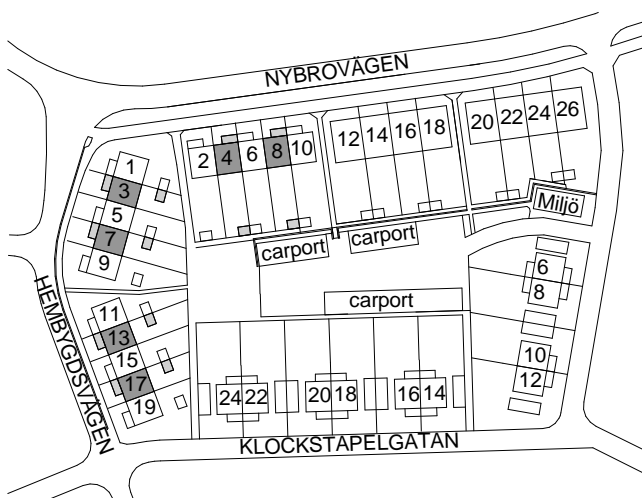 NYBROVÄGEN
2 4 6 8 10
12 14 16 18
20 22 24 26
1
3
5
7
9
Miljö
carport
carport
carport
6
8
10
12
11
13
15
17
19
24 22
20 18
16 14
HEMBYGDSVÄGEN
KLOCKSTAPELGATAN